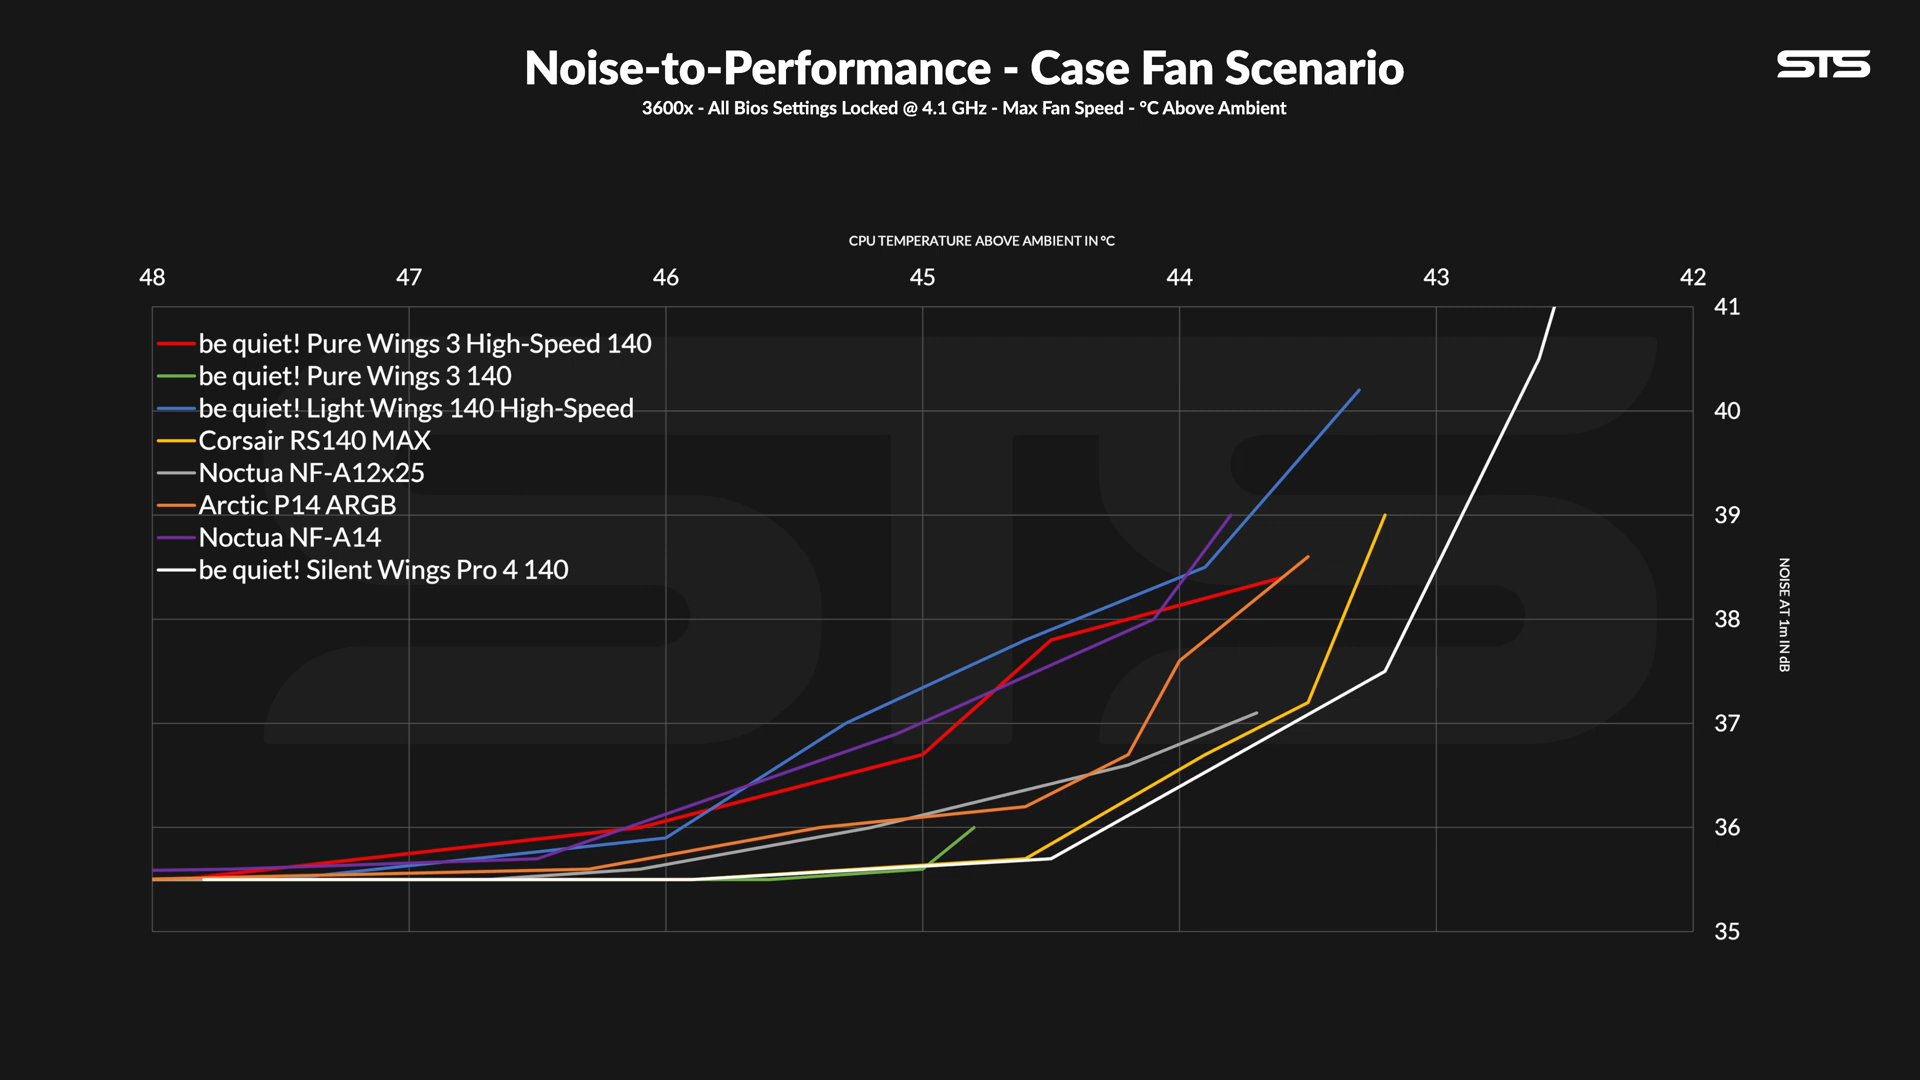 Noise-to-Performance - Case Fan Scenario
STS
3600x - All Bios Settings Locked @ 4.1 GHz - Max Fan Speed - °C Above Ambient
CPU TEMPERATURE ABOVE AMBIENT IN °C
48 47 46 45 44 43 42
41
be quiet! Pure Wings 3 High-Speed 140
be quiet! Pure Wings 3 140
be quiet! Light Wings 140 High-Speed
40
Corsair RS140 MAX
Noctua NF-A12x25
Arctic P14 ARGB
39
Noctua NF-A14
be quiet! Silent Wings Pro 4 140
NOISE AT 1m IN dB
38
37
36
35
STS